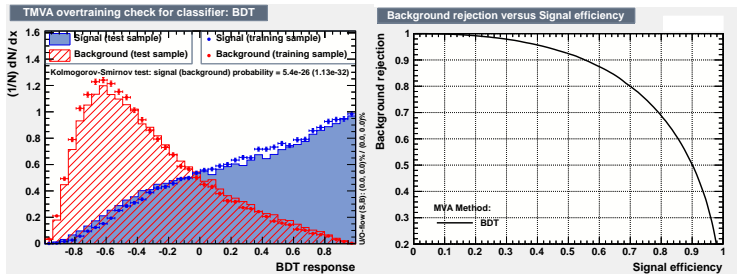 TMVA overtraining check for classifier: BDT
(1/N) dN / dx
1.6
1.4
1.2
1
0.8
0.6
0.4
0.2
0
Signal (test sample)
Background (test sample)
Signal (training sample)
Background (training sample)
Kolmogorov-Smirnov test: signal (background) probability = 5.4e-26 (1.13e-32)
U/O-flow (S,B): (0.0, 0.0)% / (0.0, 0.0)%
-0.8 -0.6 -0.4 -0.2 0 0.2 0.4 0.6 0.8
BDT response
Background rejection versus Signal efficiency
Background rejection
1
0.9
0.8
0.7
0.6
0.5
0.4
0.3
0.2
MVA Method:
BDT
0 0.1 0.2 0.3 0.4 0.5 0.6 0.7 0.8 0.9 1
Signal efficiency